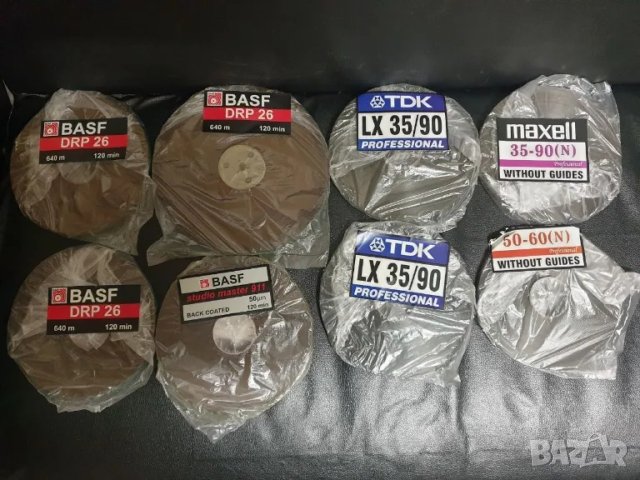 BASF
DRP 26
640 m 120 min
BASF
DRP 26
640 m 120 min
TDK
LX 35/90
PROFESSIONAL
maxell
35-90(N)
Professional
WITHOUT GUIDES
BASF
DRP 26
640 m 120 min
BASF
studio master 911
50μm
BACK COATED 120 min
TDK
LX 35/90
PROFESSIONAL
50-60(N)
Professional
WITHOUT GUIDES
BAZAR